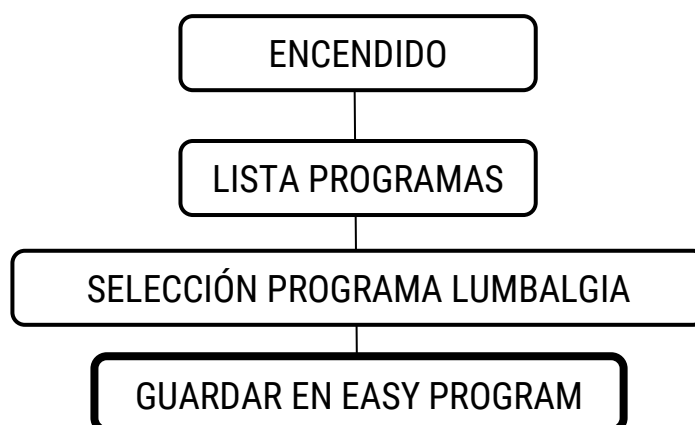 ENCENDIDO
LISTA PROGRAMAS
SELECCIÓN PROGRAMA LUMBALGIA
GUARDAR EN EASY PROGRAM